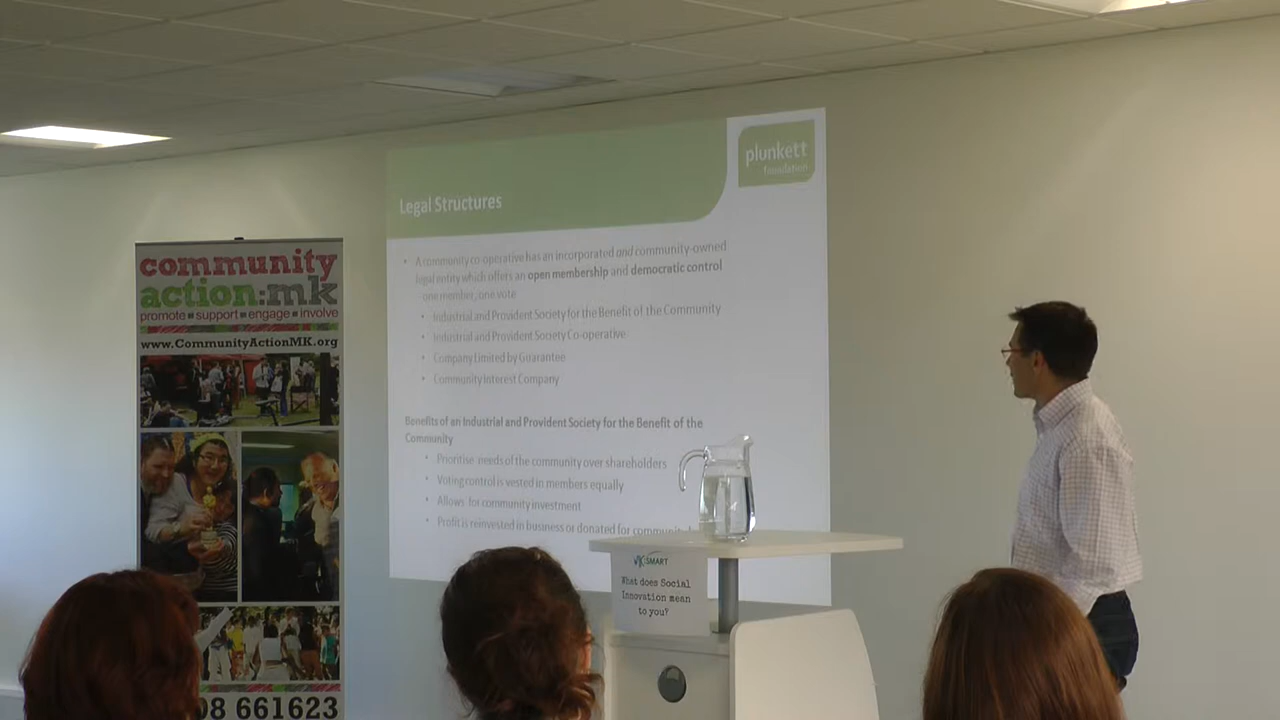 community
action:mk
promote ■ support ■ engage ■ involve
www.CommunityActionMK.org
08 661623
plunkett
foundation
Legal Structures
• A community co-operative has an incorporated and community-owned
legal entity which offers an open membership and democratic control
- one member, one vote
• Industrial and Provident Society for the Benefit of the Community
• Industrial and Provident Society Co-operative
• Company Limited by Guarantee
• Community Interest Company
Benefits of an Industrial and Provident Society for the Benefit of the
Community
• Prioritise needs of the community over shareholders
• Voting control is vested in members equally
• Allows for community investment
• Profit is reinvested in business or donated for
MK:SMART
What does Social
Innovation mean
to you?